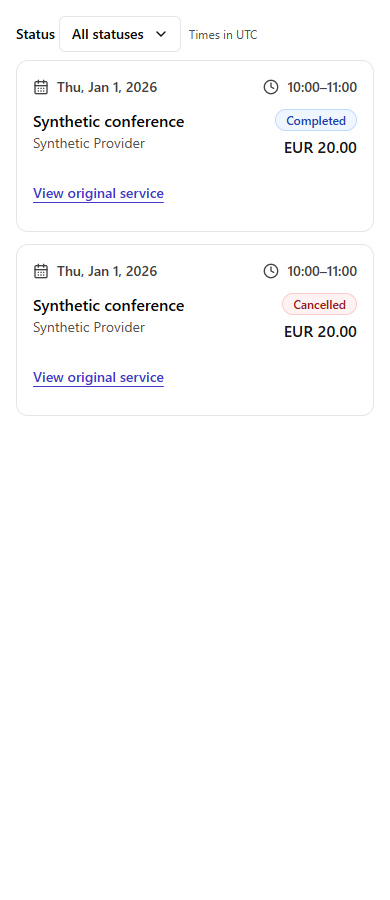 Status All statuses Times in UTC
Thu, Jan 1, 2026 10:00–11:00
Synthetic conference Completed
Synthetic Provider EUR 20.00
View original service
Thu, Jan 1, 2026 10:00–11:00
Synthetic conference Cancelled
Synthetic Provider EUR 20.00
View original service